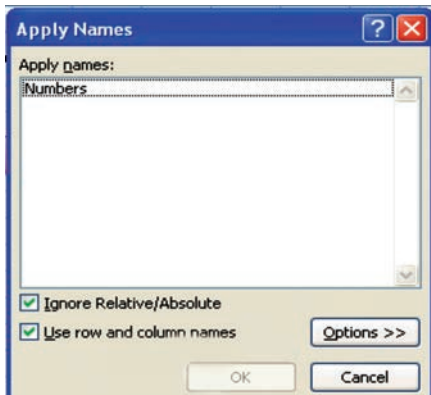 Apply Names
Apply names:
Numbers
Ignore Relative/Absolute
Use row and column names
Options >>
OK
Cancel